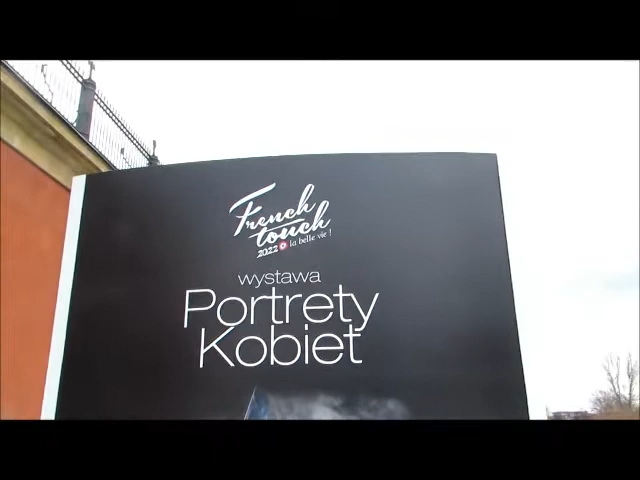 French
touch
2022 la belle vie !
wystawa
Portrety
Kobiet